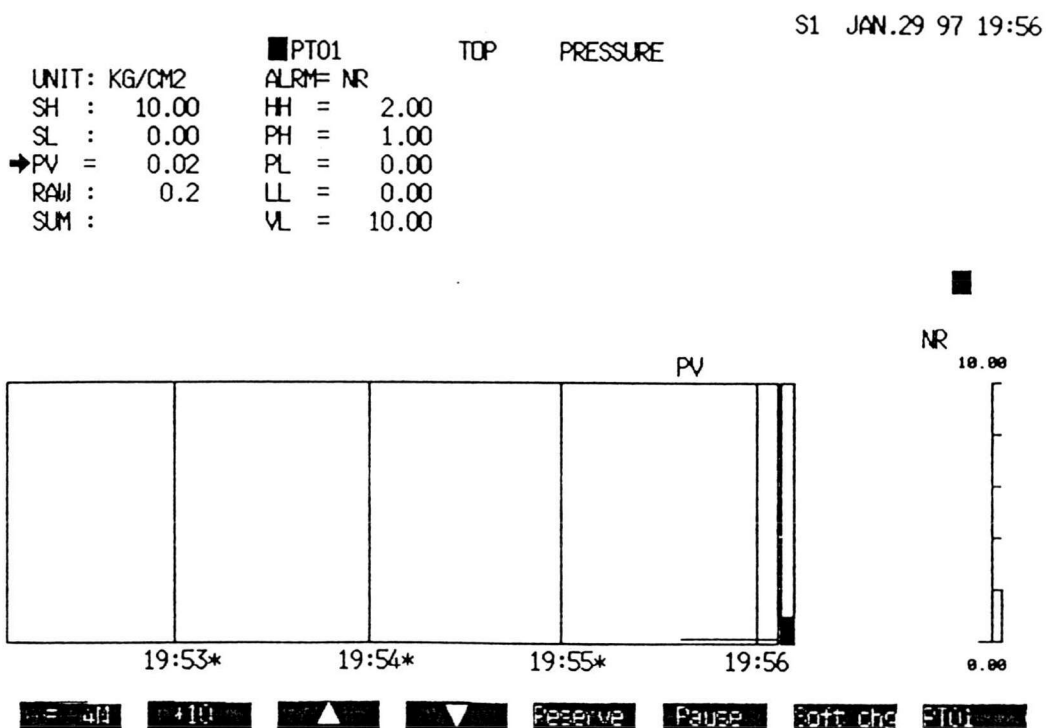 S1 JAN.29 97 19:56
PT01 TOP PRESSURE
UNIT: KG/CM2 ALRM= NR
SH : 10.00 HH = 2.00
SL : 0.00 PH = 1.00
➔PV = 0.02 PL = 0.00
RAW : 0.2 LL = 0.00
SUM : VL = 10.00
NR
PV 10.00
19:53* 19:54* 19:55* 19:56 0.00
+10 ▲ ▼ Reserve Pause Soft chg PT01